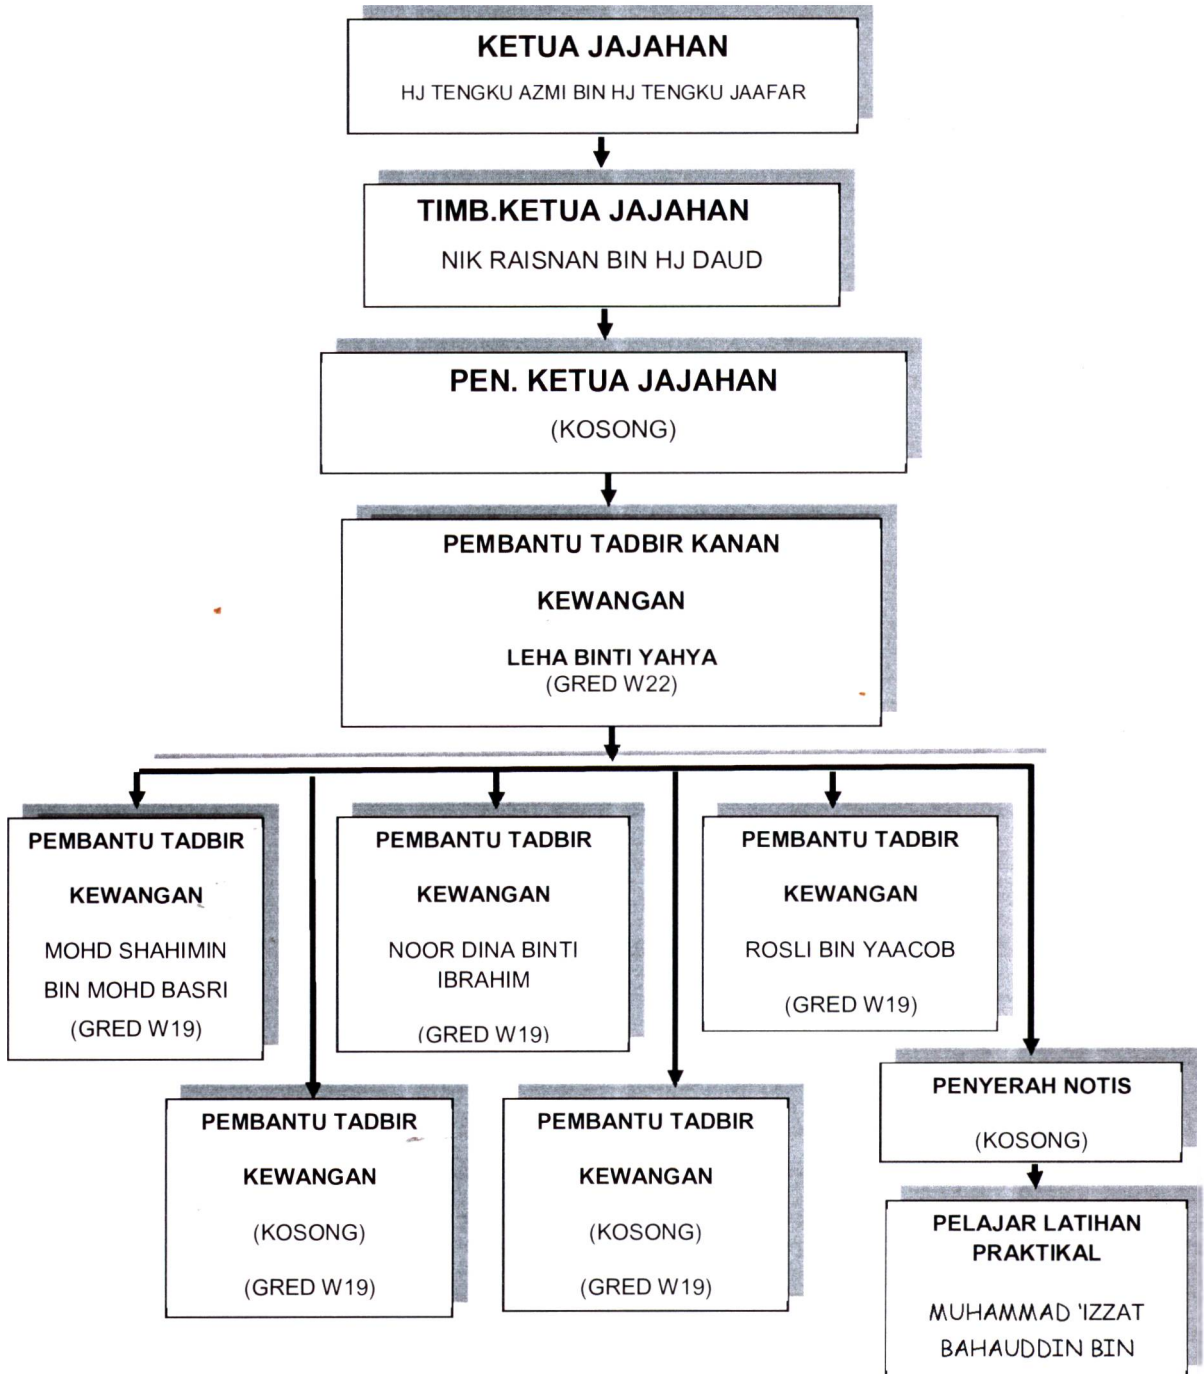 KETUA JAJAHAN
HJ TENGKU AZMI BIN HJ TENGKU JAAFAR
TIMB.KETUA JAJAHAN
NIK RAISNAN BIN HJ DAUD
PEN. KETUA JAJAHAN
(KOSONG)
PEMBANTU TADBIR KANAN
KEWANGAN
LEHA BINTI YAHYA
(GRED W22)
PEMBANTU TADBIR
KEWANGAN
MOHD SHAHIMIN
BIN MOHD BASRI
(GRED W19)
PEMBANTU TADBIR
KEWANGAN
NOOR DINA BINTI
IBRAHIM
(GRED W19)
PEMBANTU TADBIR
KEWANGAN
ROSLI BIN YAACOB
(GRED W19)
PEMBANTU TADBIR
KEWANGAN
(KOSONG)
(GRED W19)
PEMBANTU TADBIR
KEWANGAN
(KOSONG)
(GRED W19)
PENYERAH NOTIS
(KOSONG)
PELAJAR LATIHAN
PRAKTIKAL
MUHAMMAD 'IZZAT
BAHAUDDIN BIN